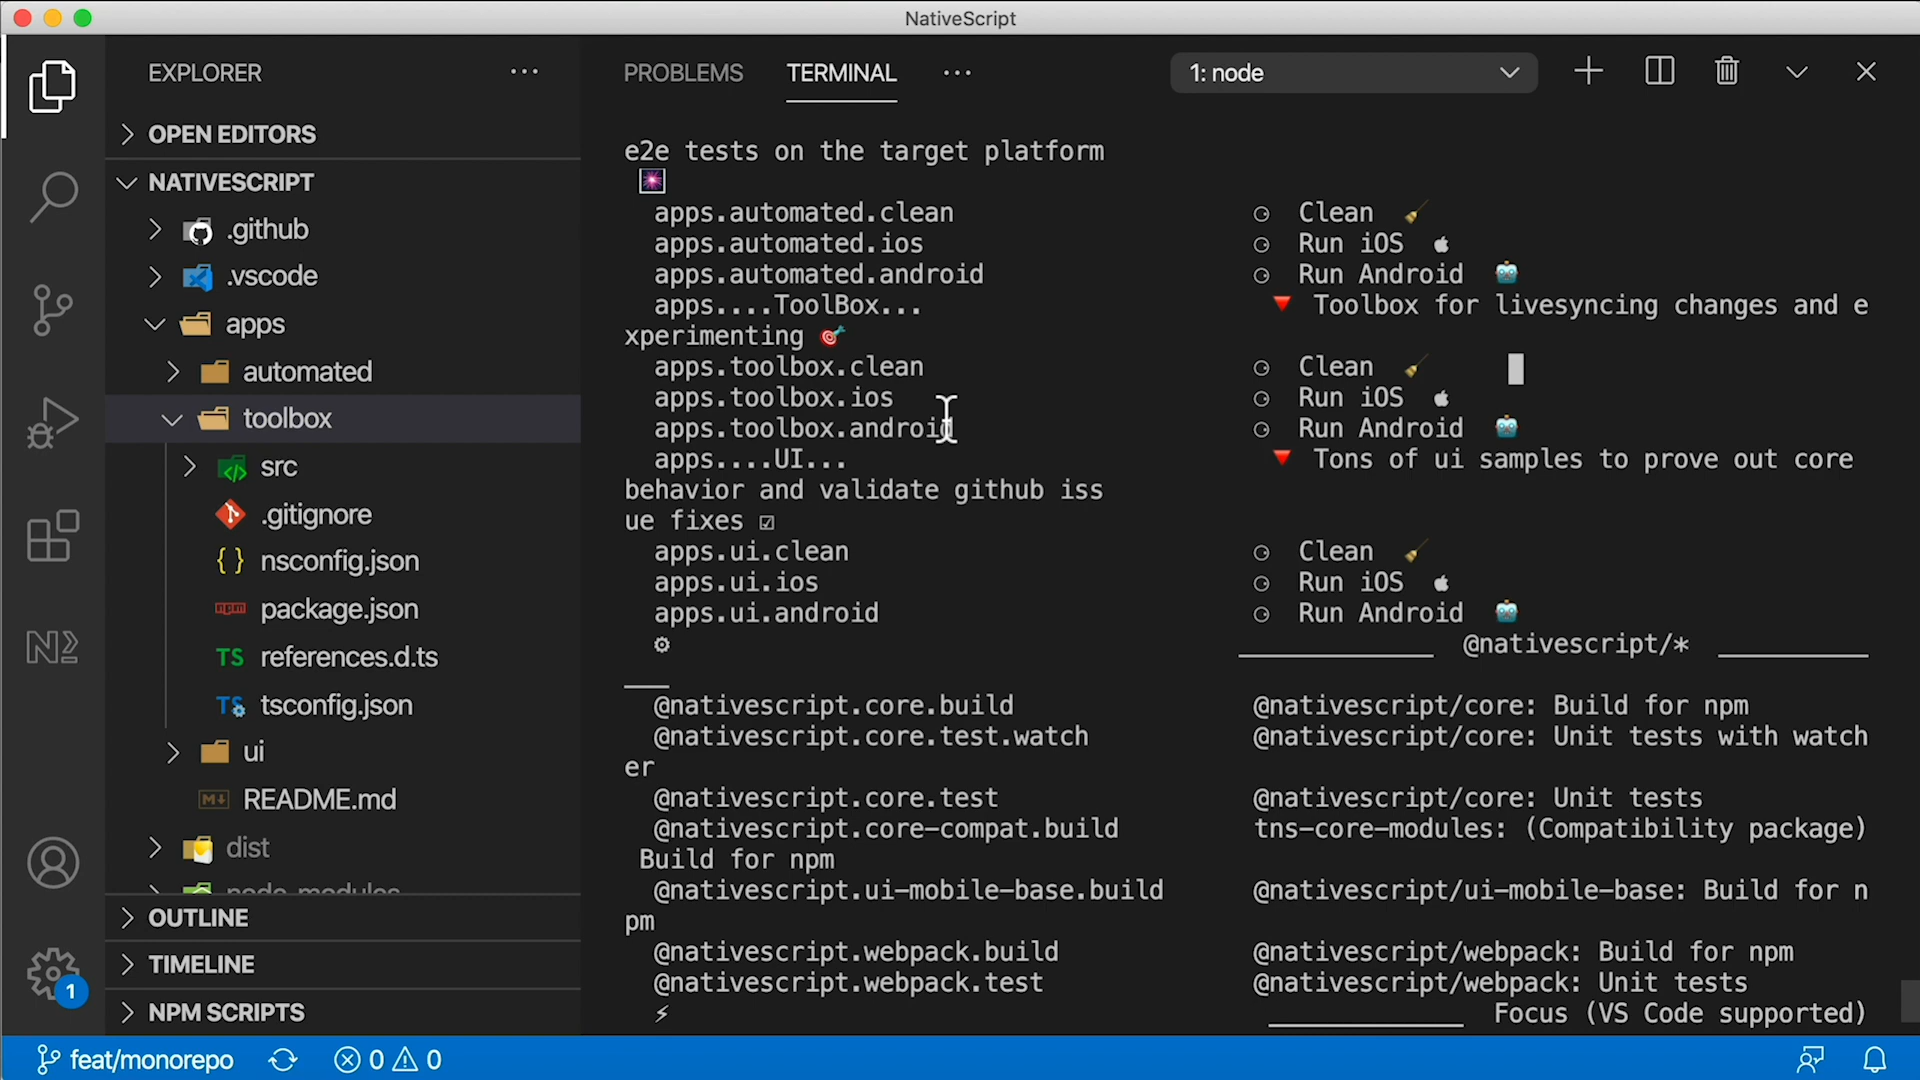 NativeScript
EXPLORER
OPEN EDITORS
NATIVESCRIPT
.github
.vscode
apps
automated
toolbox
src
.gitignore
nsconfig.json
package.json
references.d.ts
tsconfig.json
ui
README.md
dist
node_modules
OUTLINE
TIMELINE
NPM SCRIPTS
PROBLEMS TERMINAL 1: node
e2e tests on the target platform
apps.automated.clean Clean
apps.automated.ios Run iOS
apps.automated.android Run Android
apps....ToolBox... Toolbox for livesyncing changes and e
xperimenting
apps.toolbox.clean Clean
apps.toolbox.ios Run iOS
apps.toolbox.android Run Android
apps....UI... Tons of ui samples to prove out core
behavior and validate github iss
ue fixes
apps.ui.clean Clean
apps.ui.ios Run iOS
apps.ui.android Run Android
@nativescript/*
@nativescript.core.build @nativescript/core: Build for npm
@nativescript.core.test.watch @nativescript/core: Unit tests with watch
er
@nativescript.core.test @nativescript/core: Unit tests
@nativescript.core-compat.build tns-core-modules: (Compatibility package)
Build for npm
@nativescript.ui-mobile-base.build @nativescript/ui-mobile-base: Build for n
pm
@nativescript.webpack.build @nativescript/webpack: Build for npm
@nativescript.webpack.test @nativescript/webpack: Unit tests
Focus (VS Code supported)
1
feat/monorepo 0 0